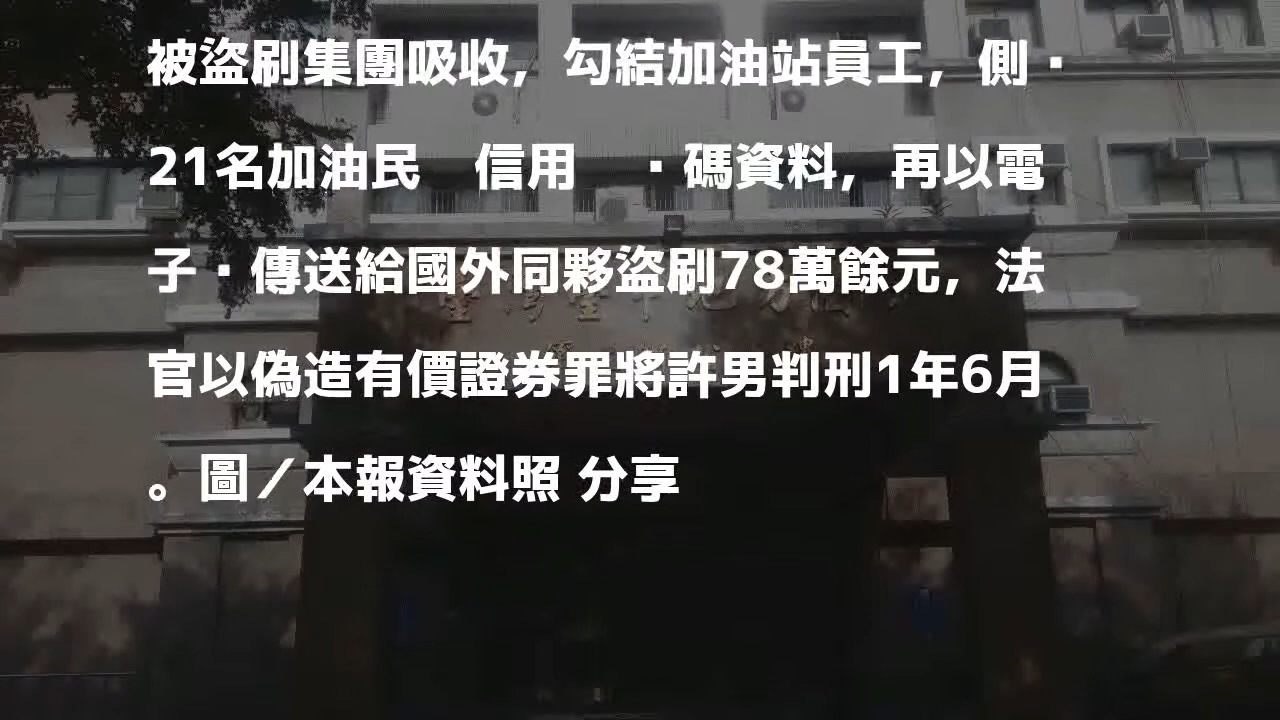 被盜刷集團吸收，勾結加油站員工，側·
21名加油民　信用　·碼資料，再以電
子·傳送給國外同夥盜刷78萬餘元，法
官以偽造有價證券罪將許男判刑1年6月
。圖／本報資料照 分享